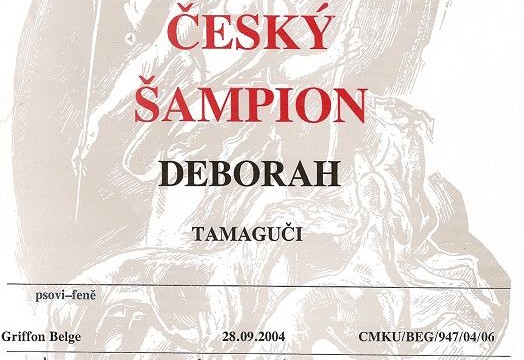 ČESKÝ
ŠAMPION
DEBORAH
TAMAGUČI
psovi–feně
Griffon Belge 28.09.2004 CMKU/BEG/947/04/06